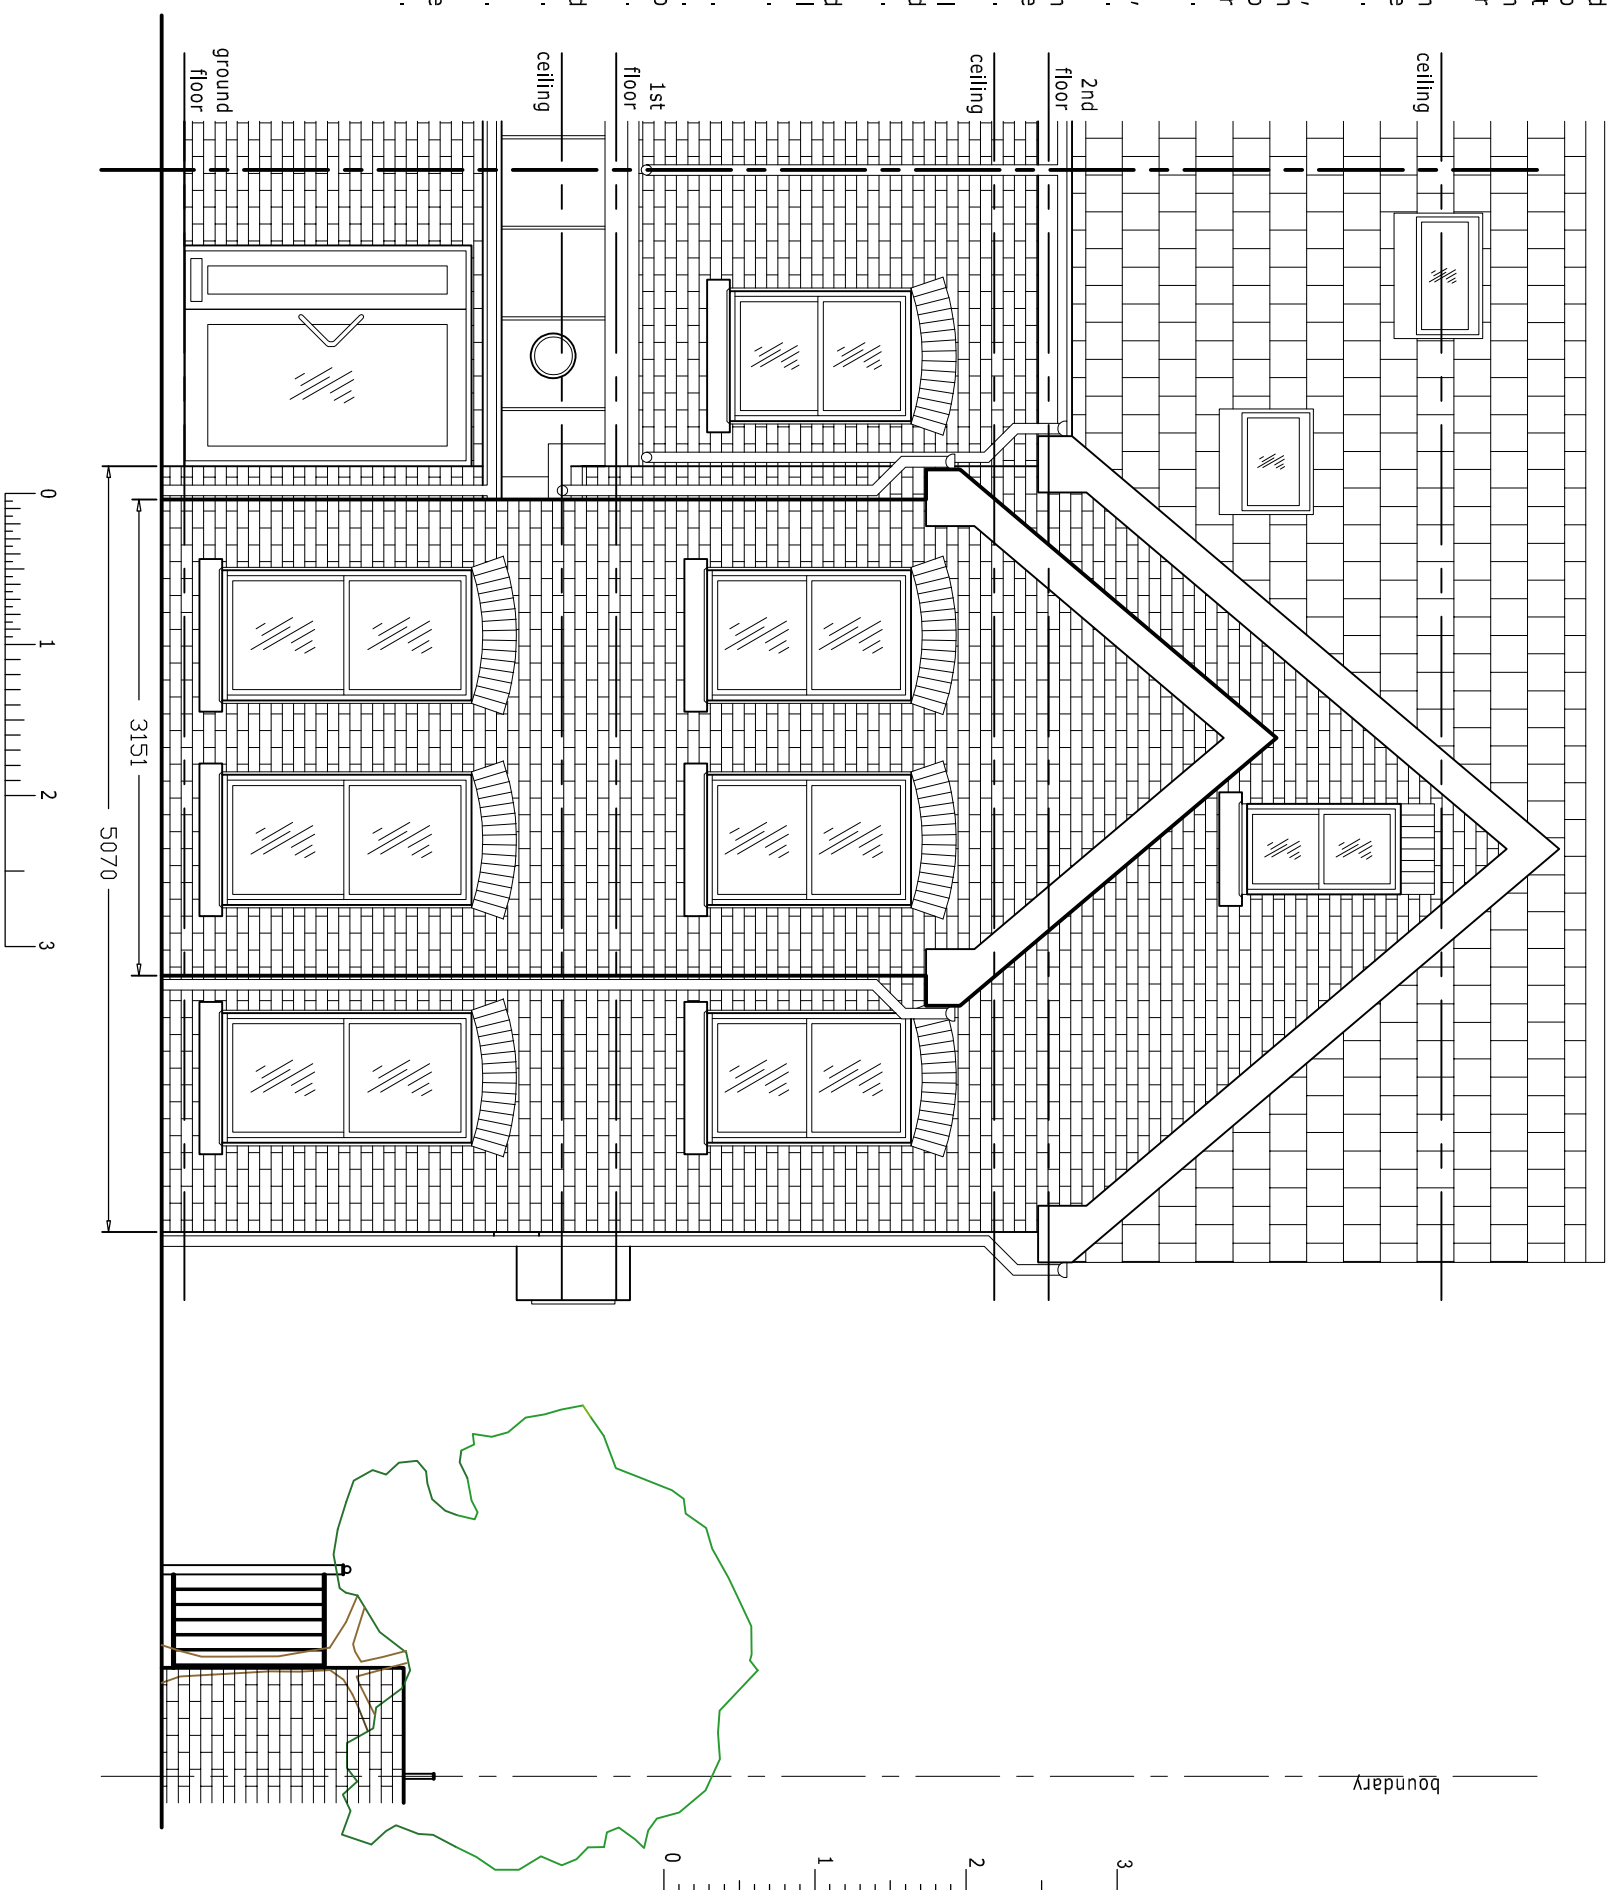 ceiling
2nd
floor
ceiling
1st
floor
ceiling
ground
floor
3151
5070
0
1
2
3
boundary
0
1
2
3